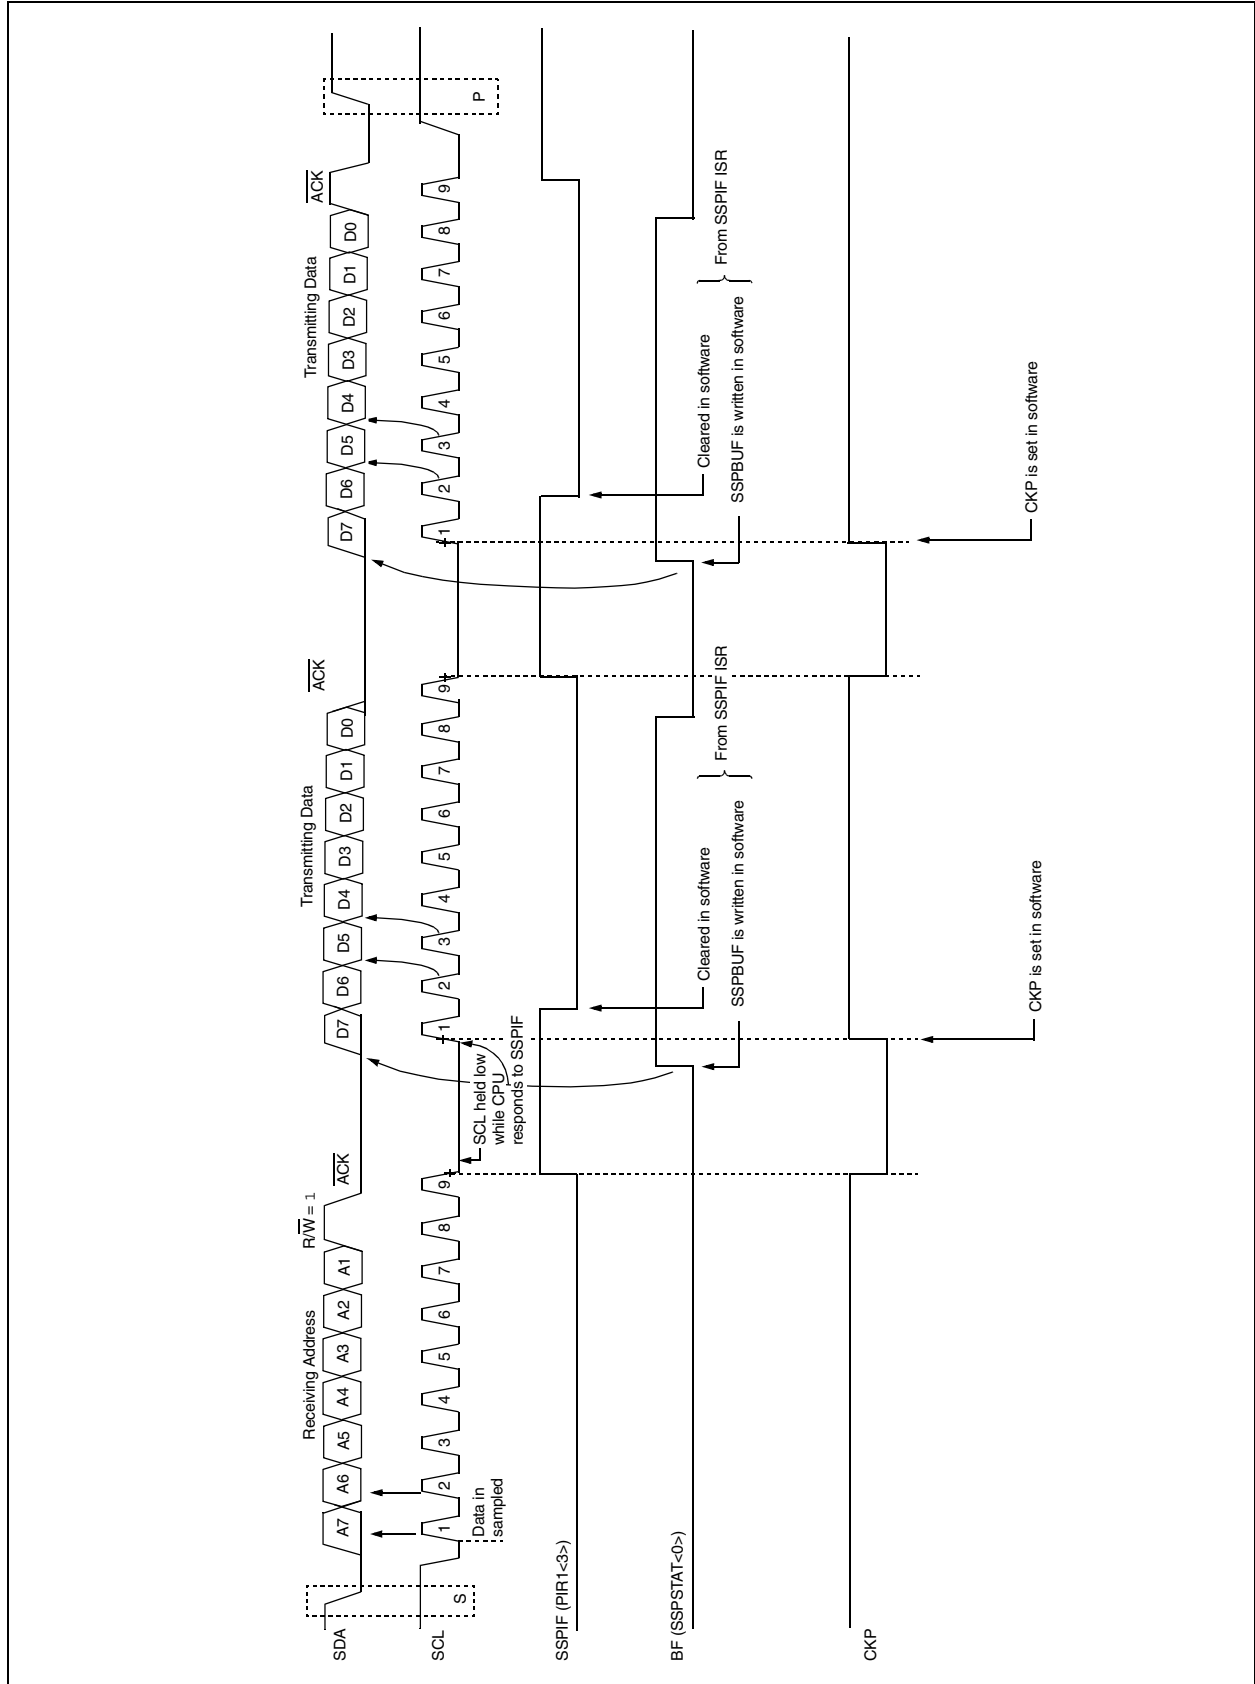 Receiving Address
R/W = 1
ACK
Transmitting Data
ACK
Transmitting Data
ACK
SDA
A7 A6 A5 A4 A3 A2 A1
D7 D6 D5 D4 D3 D2 D1 D0
D7 D6 D5 D4 D3 D2 D1 D0
SCL
S
1 2 3 4 5 6 7 8 9
1 2 3 4 5 6 7 8 9
1 2 3 4 5 6 7 8 9
P
Data in
sampled
SCL held low
while CPU
responds to SSPIF
SSPIF (PIR1<3>)
BF (SSPSTAT<0>)
Cleared in software
SSPBUF is written in software
From SSPIF ISR
Cleared in software
SSPBUF is written in software
From SSPIF ISR
CKP
CKP is set in software
CKP is set in software